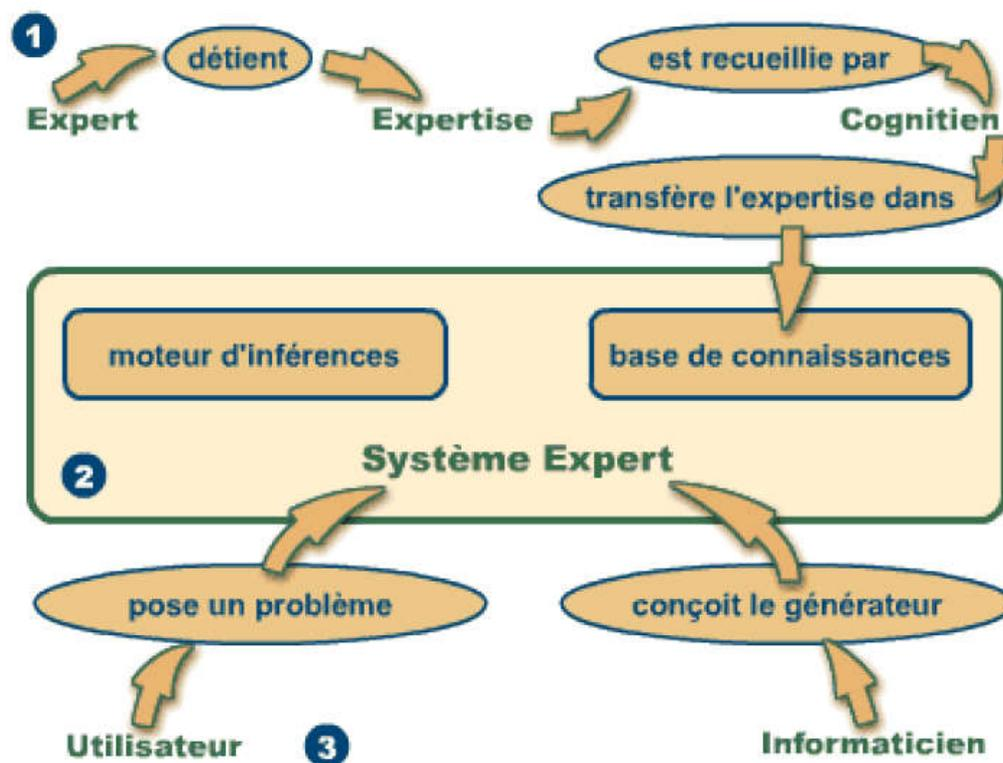 1
détient
est recueillie par
Expert
Expertise
Cognitien
transfère l'expertise dans
moteur d'inférences
base de connaissances
Système Expert
2
pose un problème
conçoit le générateur
Utilisateur
3
Informaticien